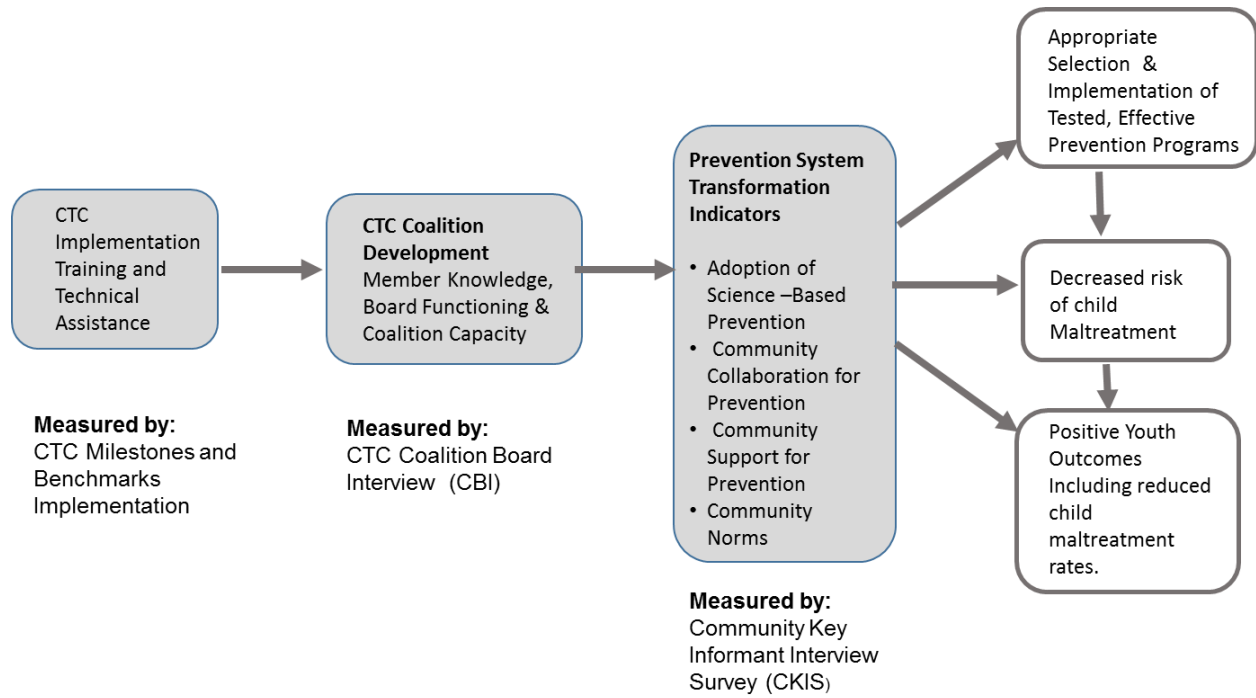 CTC
Implementation
Training and
Technical
Assistance
Measured by:
CTC Milestones and
Benchmarks
Implementation
CTC Coalition
Development
Member Knowledge,
Board Functioning &
Coalition Capacity
Measured by:
CTC Coalition Board
Interview (CBI)
Prevention System
Transformation
Indicators
• Adoption of
Science –Based
Prevention
• Community
Collaboration for
Prevention
• Community
Support for
Prevention
• Community
Norms
Measured by:
Community Key
Informant Interview
Survey (CKIS)
Appropriate
Selection &
Implementation of
Tested, Effective
Prevention Programs
Decreased risk
of child
Maltreatment
Positive Youth
Outcomes
Including reduced
child
maltreatment
rates.